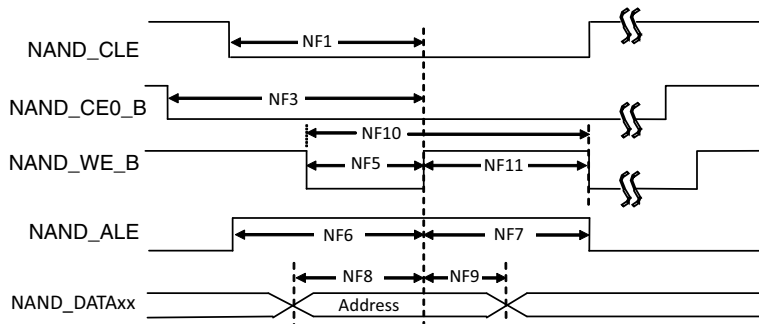 NAND_CLE
NF1
NAND_CE0_B
NF3
NF10
NAND_WE_B
NF5
NF11
NAND_ALE
NF6
NF7
NF8
NF9
NAND_DATAxx
Address